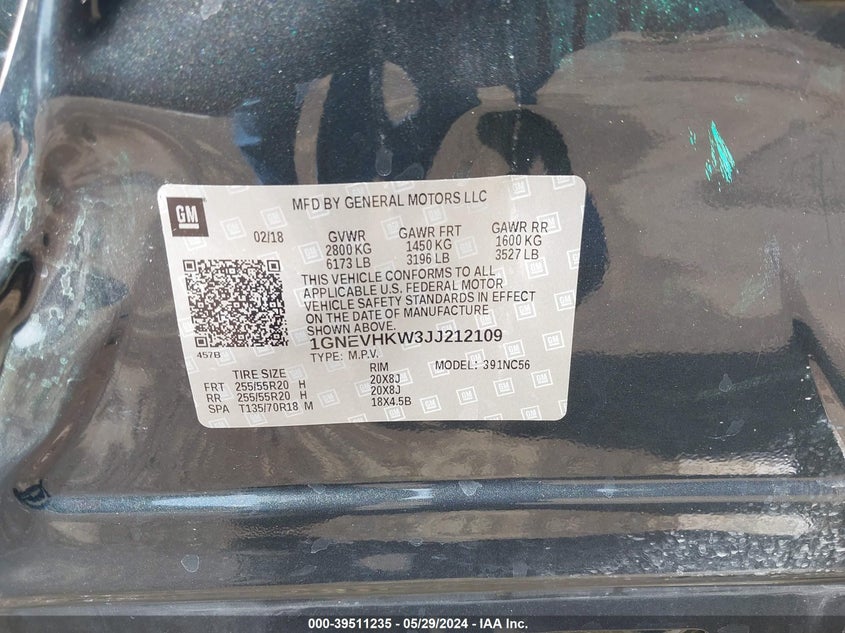 GM
MFD BY GENERAL MOTORS LLC
02/18 GVWR GAWR FRT GAWR RR
2800 KG 1450 KG 1600 KG
6173 LB 3196 LB 3527 LB
THIS VEHICLE CONFORMS TO ALL
APPLICABLE U.S. FEDERAL MOTOR
VEHICLE SAFETY STANDARDS IN EFFECT
ON THE DATE OF MANUFACTURE
SHOWN ABOVE.
457B
1GNEVHKW3JJ212109
TYPE: M.P.V. MODEL: 391NC56
TIRE SIZE RIM
FRT 255/55R20 H 20X8J
RR 255/55R20 H 20X8J
SPA T135/70R18 M 18X4.5B
000-39511235 - 05/29/2024 - IAA Inc.